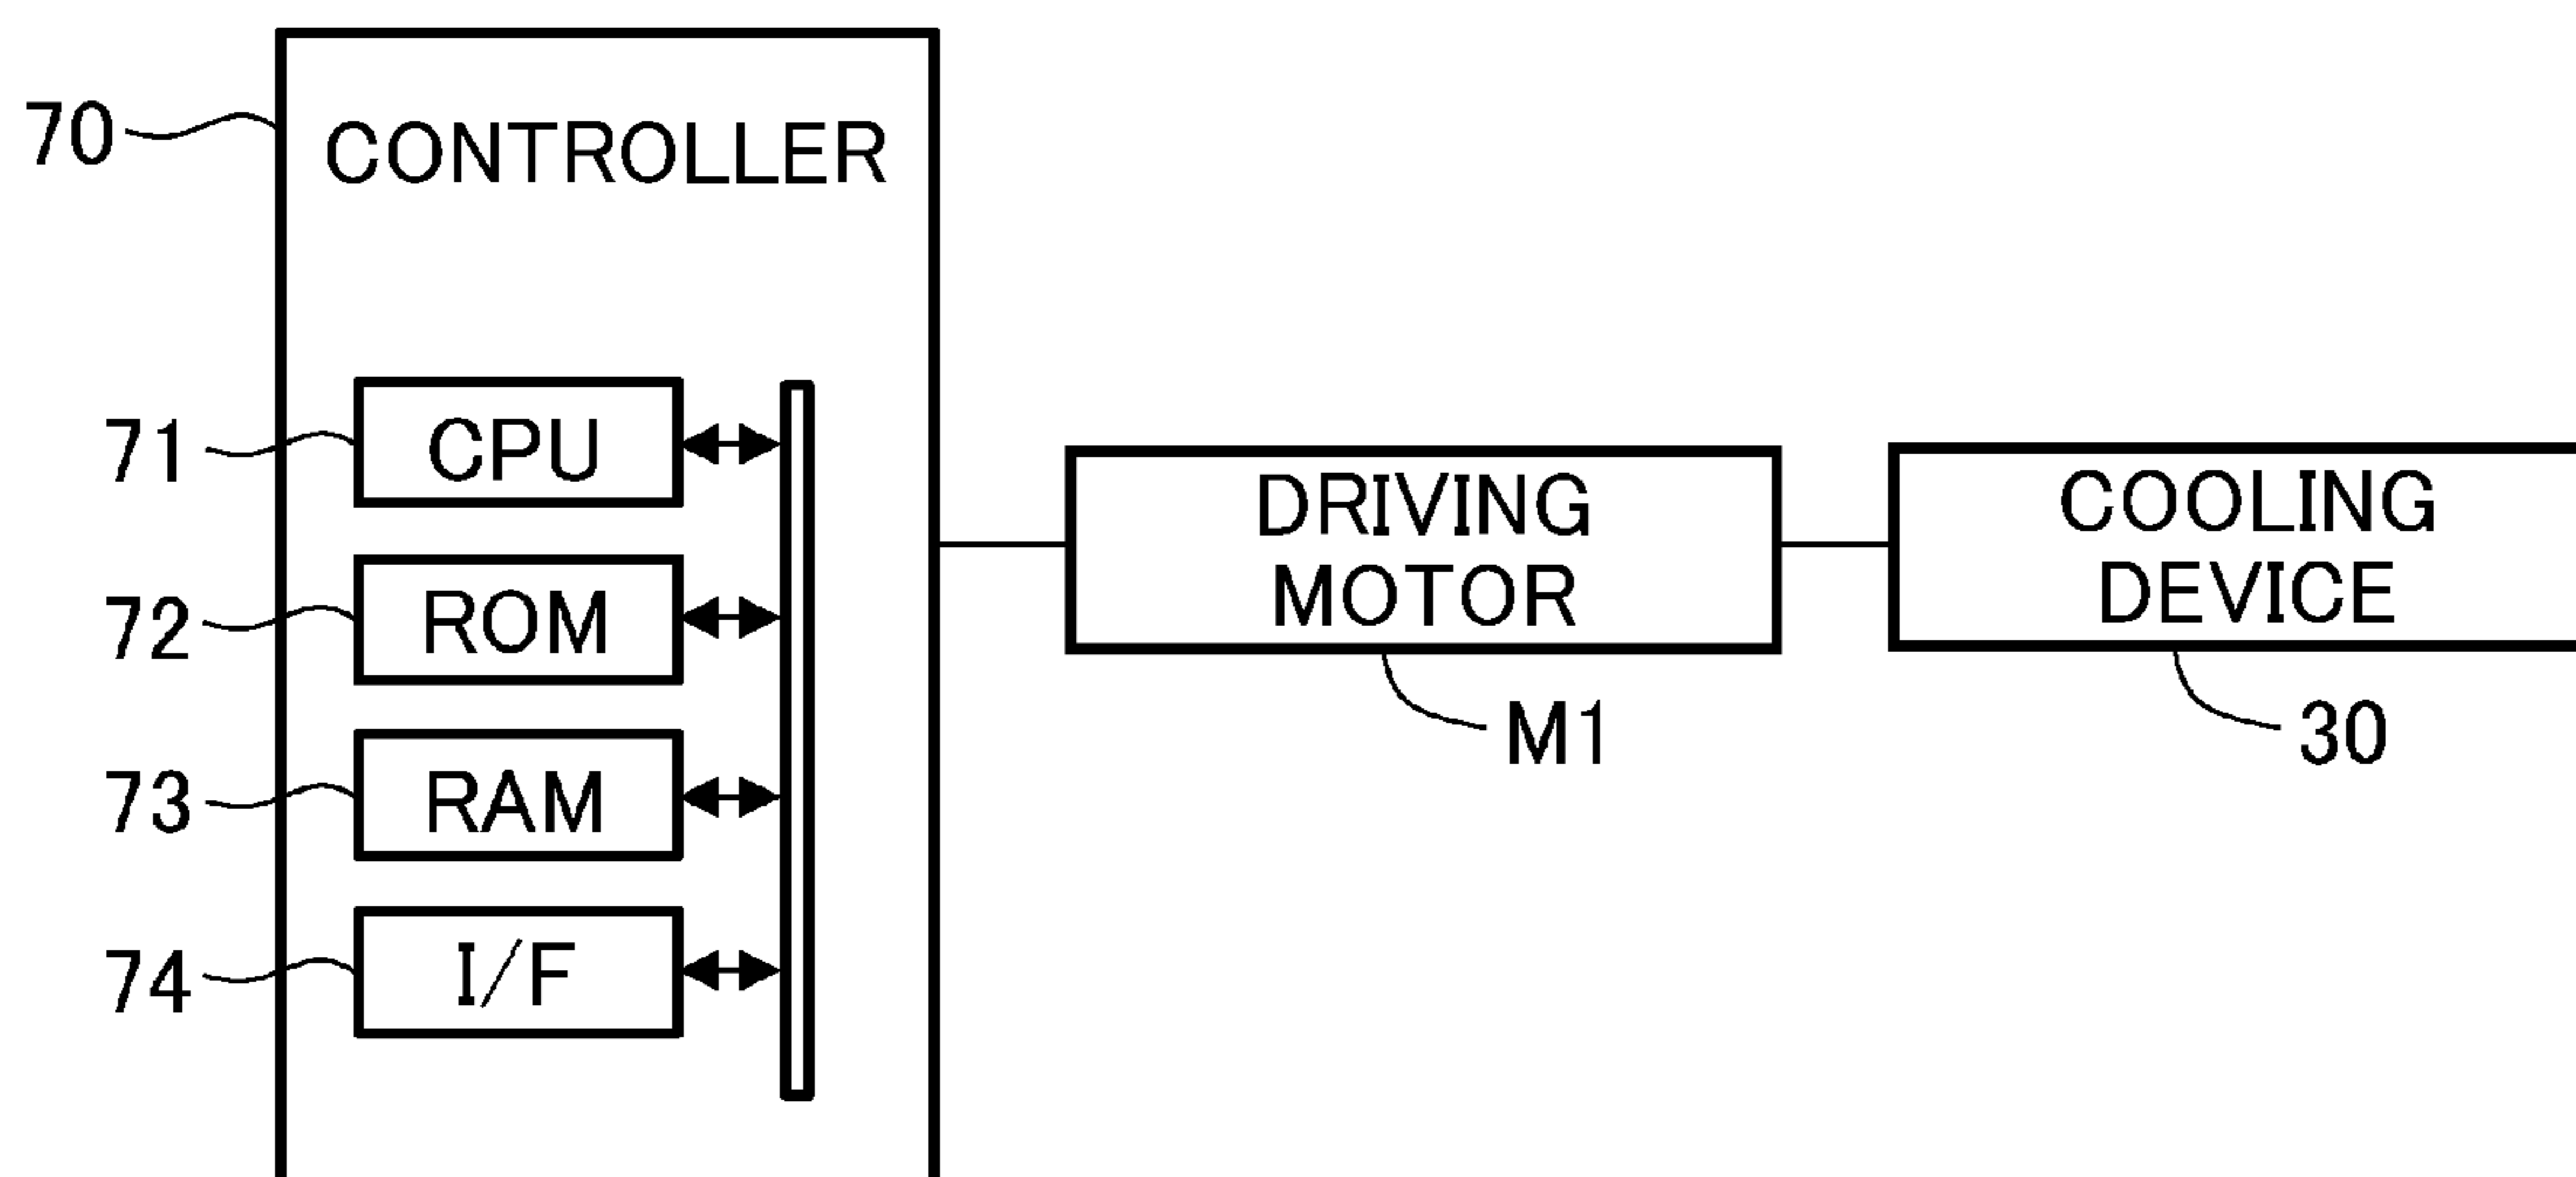 70
CONTROLLER
71
CPU
72
ROM
73
RAM
74
I/F
DRIVING
MOTOR
M1
COOLING
DEVICE
30